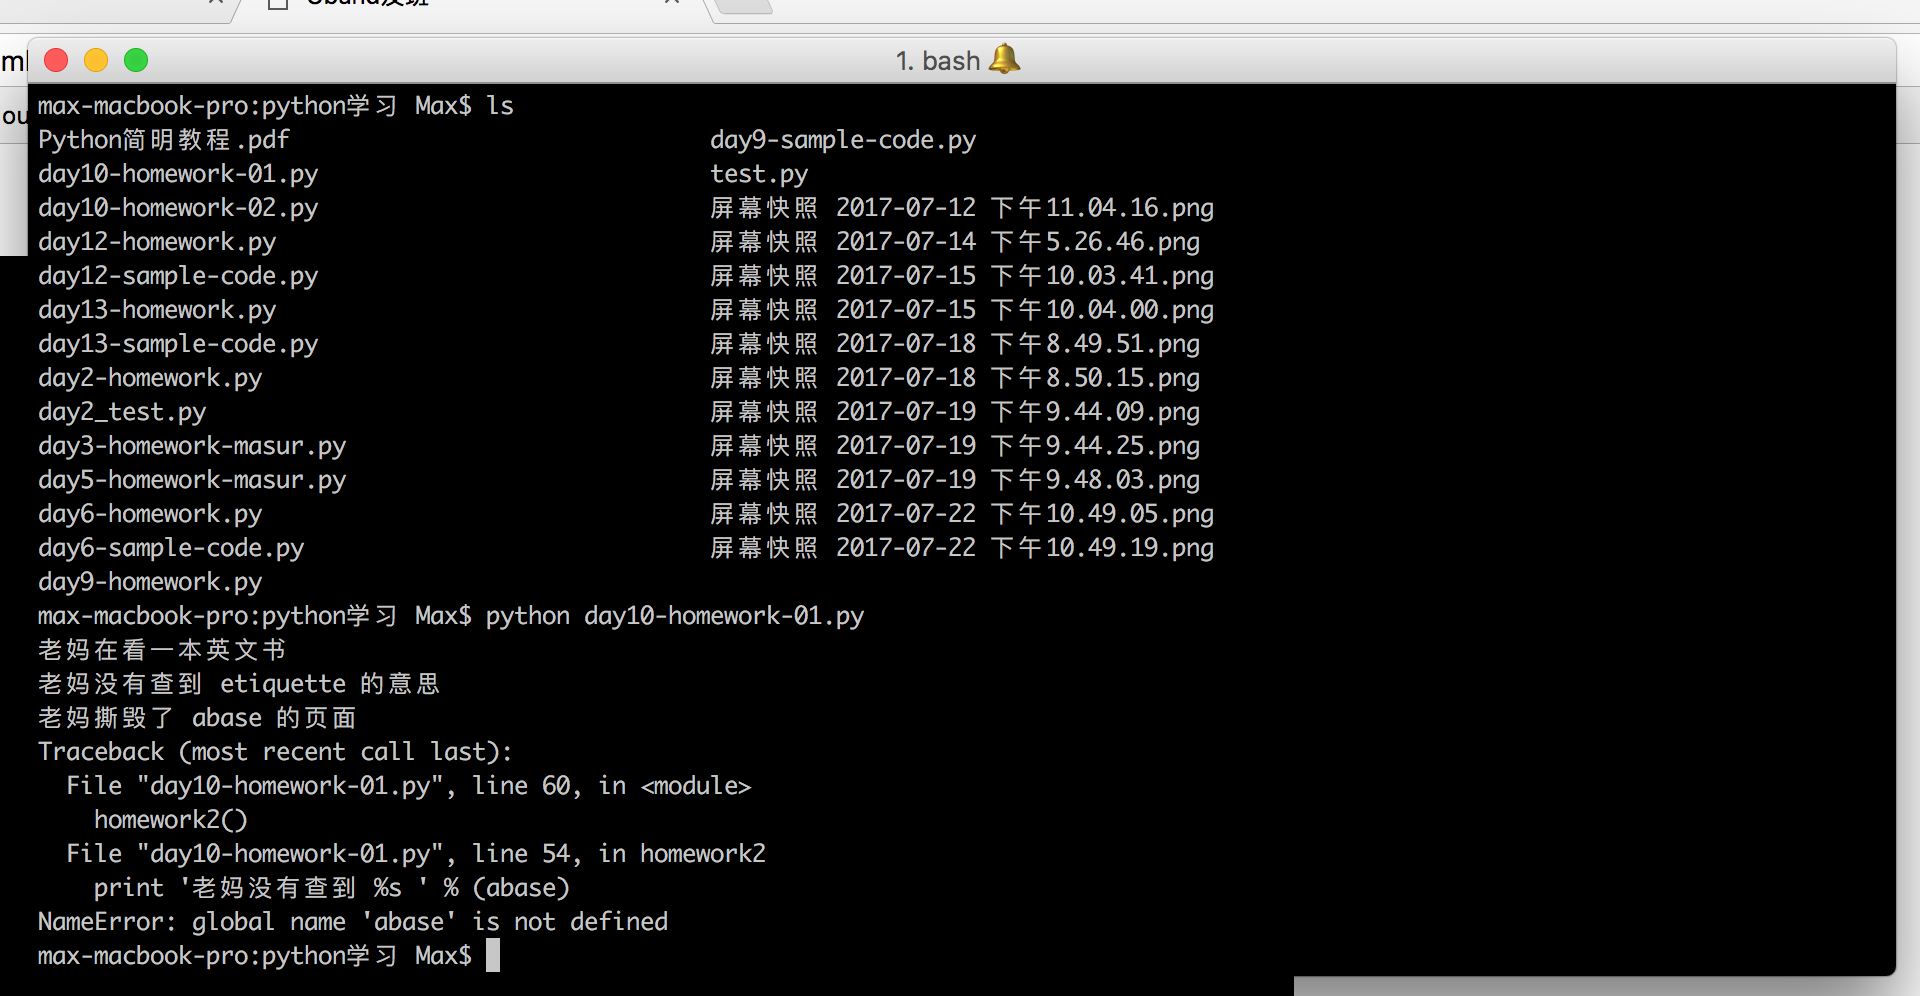 1. bash
max-macbook-pro:python学习 Max$ ls
Python简明教程.pdf day9-sample-code.py
day10-homework-01.py test.py
day10-homework-02.py 屏幕快照 2017-07-12 下午11.04.16.png
day12-homework.py 屏幕快照 2017-07-14 下午5.26.46.png
day12-sample-code.py 屏幕快照 2017-07-15 下午10.03.41.png
day13-homework.py 屏幕快照 2017-07-15 下午10.04.00.png
day13-sample-code.py 屏幕快照 2017-07-18 下午8.49.51.png
day2-homework.py 屏幕快照 2017-07-18 下午8.50.15.png
day2_test.py 屏幕快照 2017-07-19 下午9.44.09.png
day3-homework-masur.py 屏幕快照 2017-07-19 下午9.44.25.png
day5-homework-masur.py 屏幕快照 2017-07-19 下午9.48.03.png
day6-homework.py 屏幕快照 2017-07-22 下午10.49.05.png
day6-sample-code.py 屏幕快照 2017-07-22 下午10.49.19.png
day9-homework.py
max-macbook-pro:python学习 Max$ python day10-homework-01.py
老妈在看一本英文书
老妈没有查到 etiquette 的意思
老妈撕毁了 abase 的页面
Traceback (most recent call last):
  File "day10-homework-01.py", line 60, in <module>
    homework2()
  File "day10-homework-01.py", line 54, in homework2
    print '老妈没有查到 %s ' % (abase)
NameError: global name 'abase' is not defined
max-macbook-pro:python学习 Max$